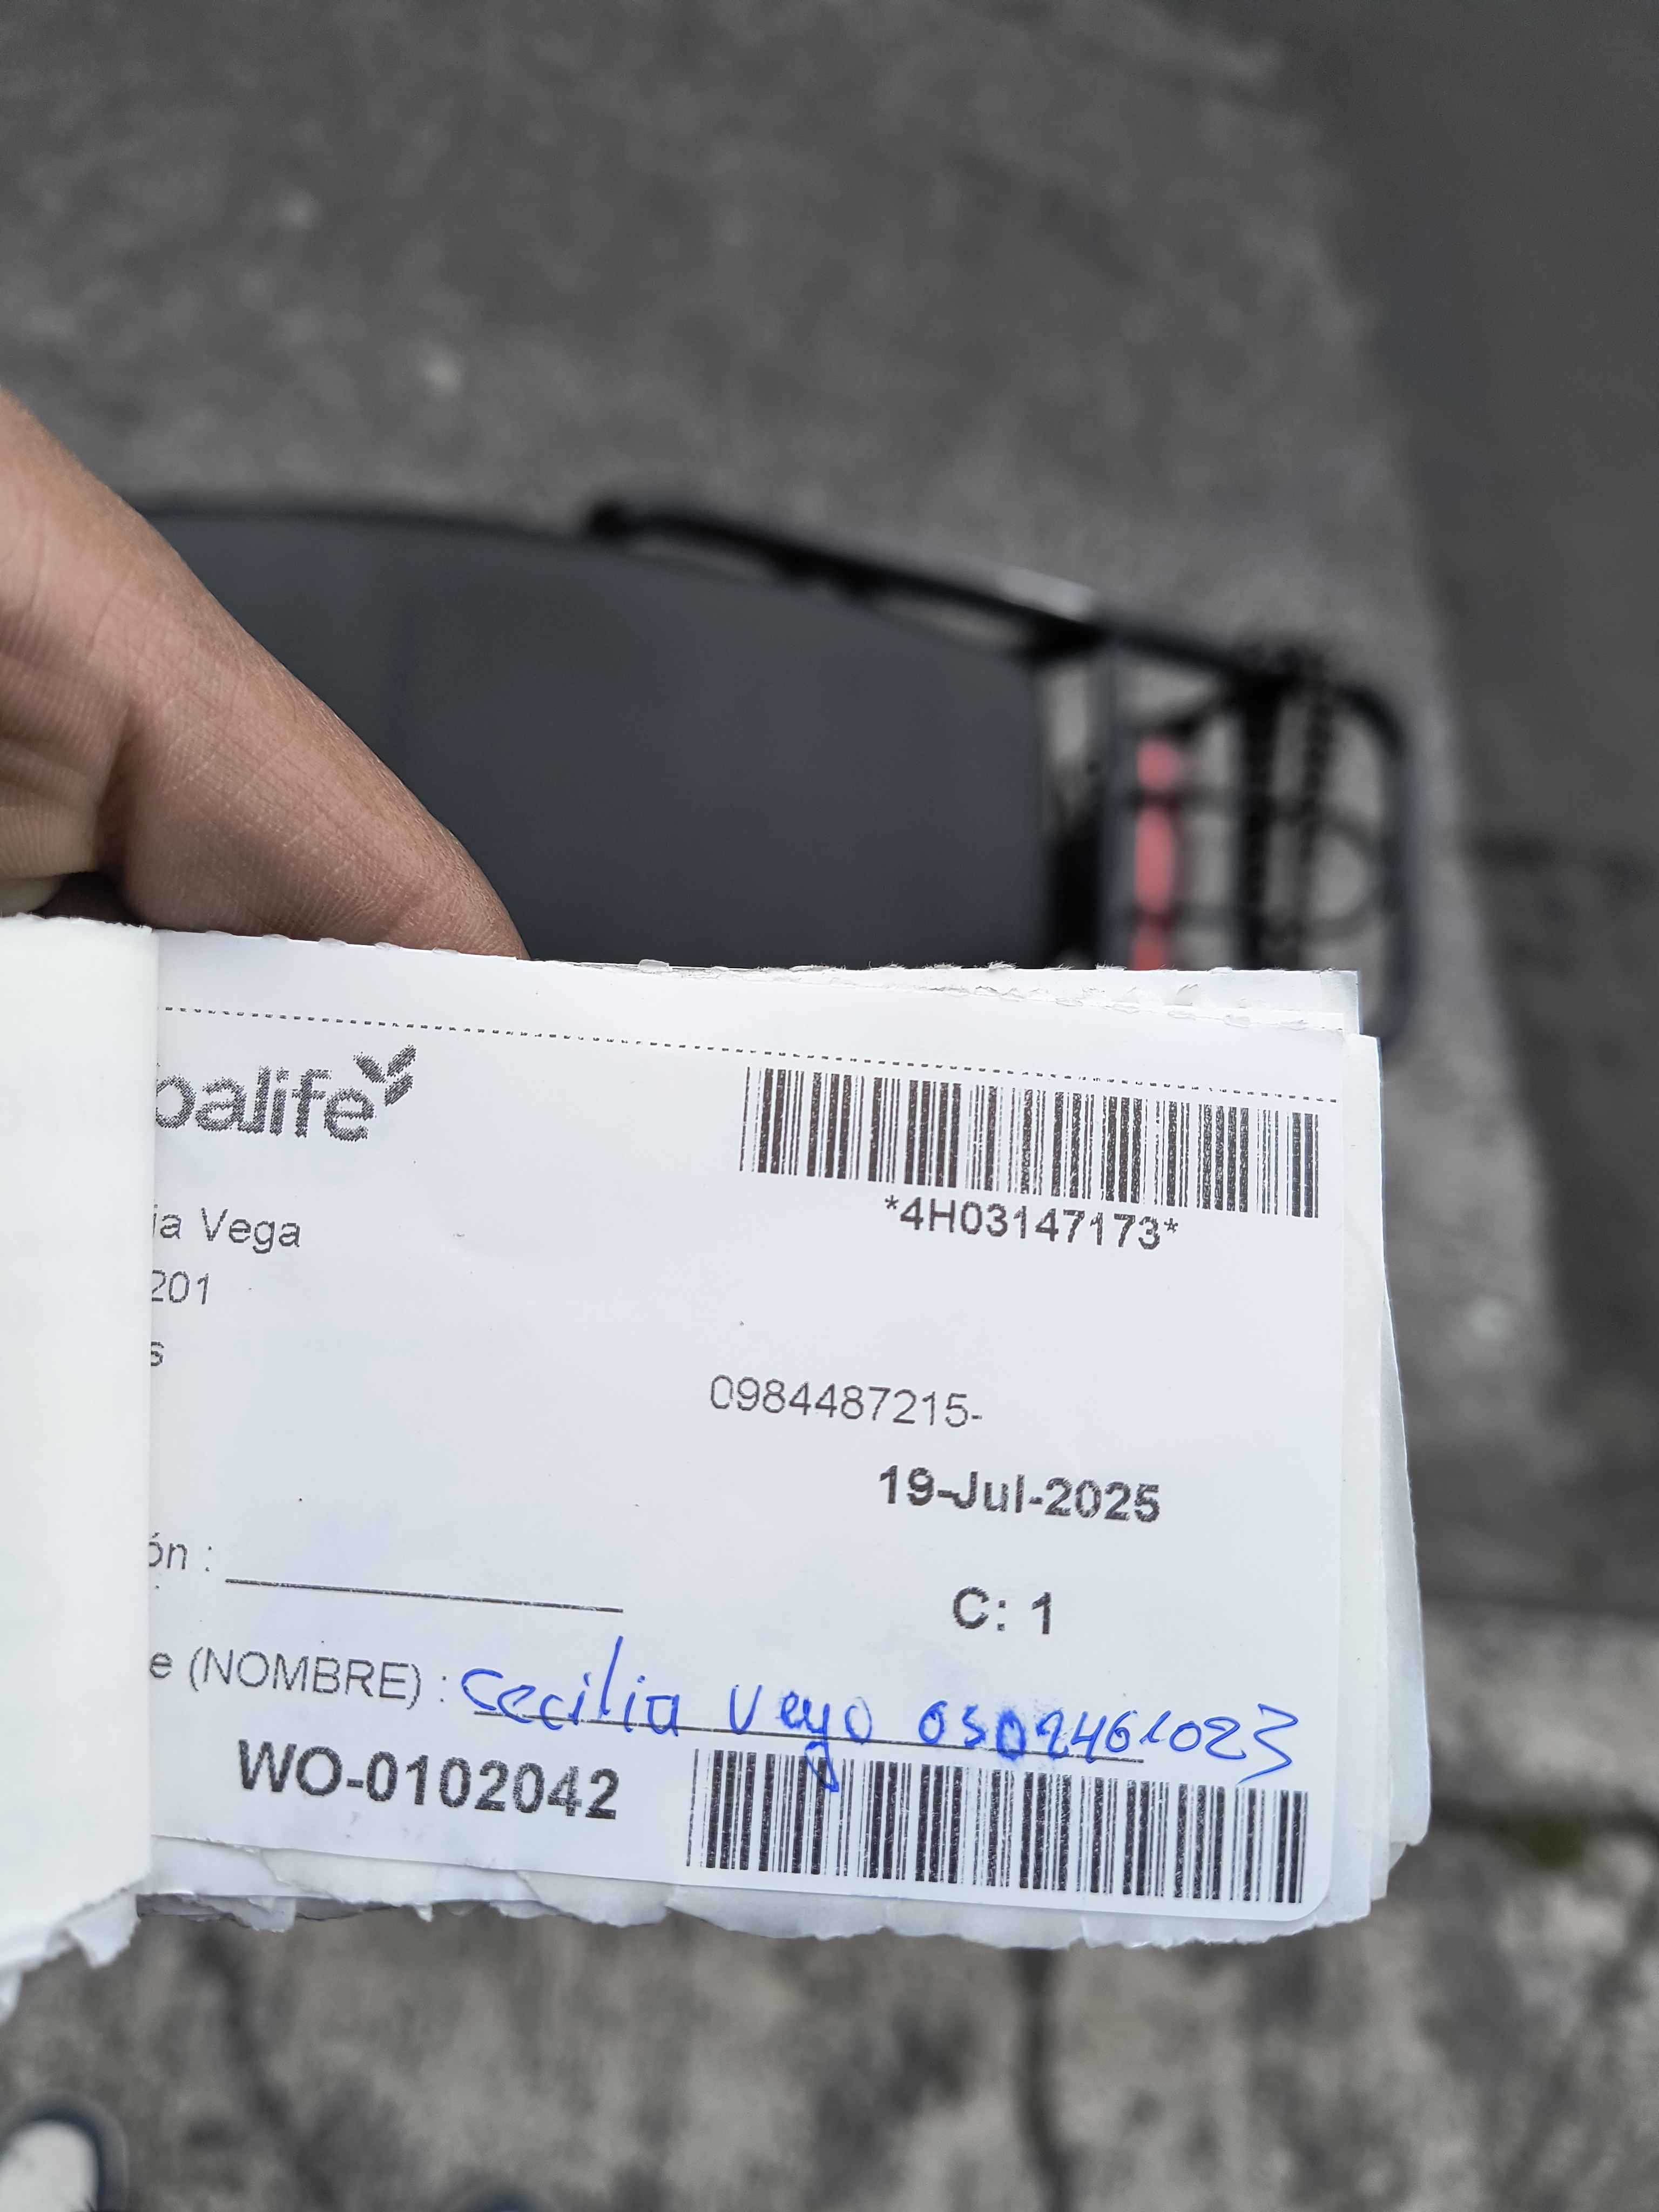 balife
*4H03147173*
ia Vega
201
s
0984487215-
19-Jul-2025
ón :
C: 1
e (NOMBRE) : Cecilia Vega 0502461023
WO-0102042